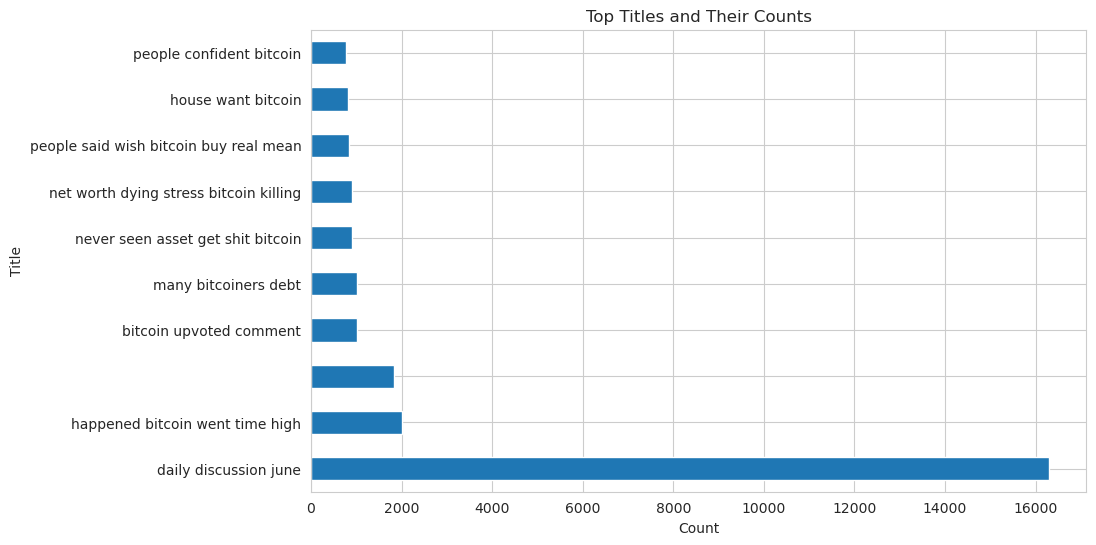 Top Titles and Their Counts
people confident bitcoin
house want bitcoin
people said wish bitcoin buy real mean
net worth dying stress bitcoin killing
never seen asset get shit bitcoin
many bitcoiners debt
bitcoin upvoted comment
happened bitcoin went time high
daily discussion june
Title
0 2000 4000 6000 8000 10000 12000 14000 16000
Count